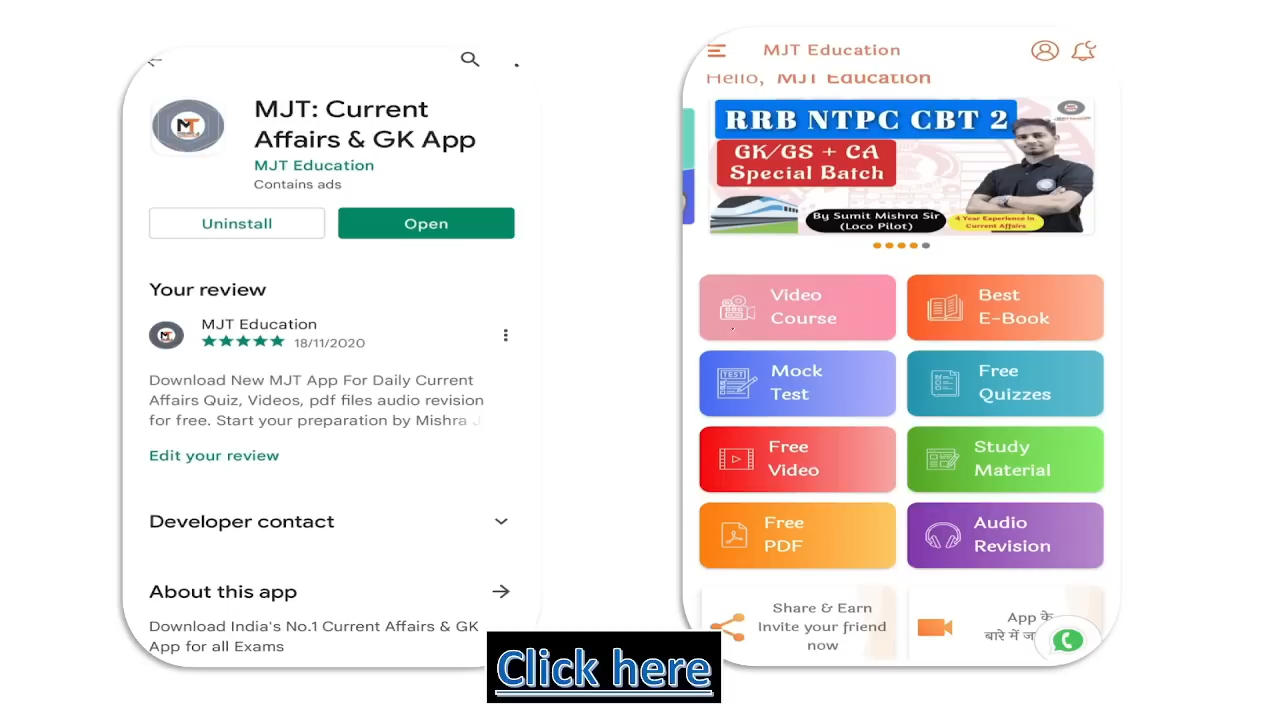 MJT: Current
Affairs & GK App
MJT Education
Contains ads
Uninstall
Open
Your review
MJT Education
18/11/2020
Download New MJT App For Daily Current
Affairs Quiz, Videos, pdf files audio revision
for free. Start your preparation by Mishra J
Edit your review
Developer contact
About this app
Download India's No.1 Current Affairs & GK
App for all Exams
MJT Education
Hello, MJT Education
RRB NTPC CBT 2
GK/GS + CA
Special Batch
By Sumit Mishra Sir
(Loco Pilot)
4 Year Experience In
Current Affairs
Video
Course
Best
E-Book
TEST
Mock
Test
Free
Quizzes
Free
Video
Study
Material
Free
PDF
Audio
Revision
Share & Earn
Invite your friend
now
App के
बारे में
Click here